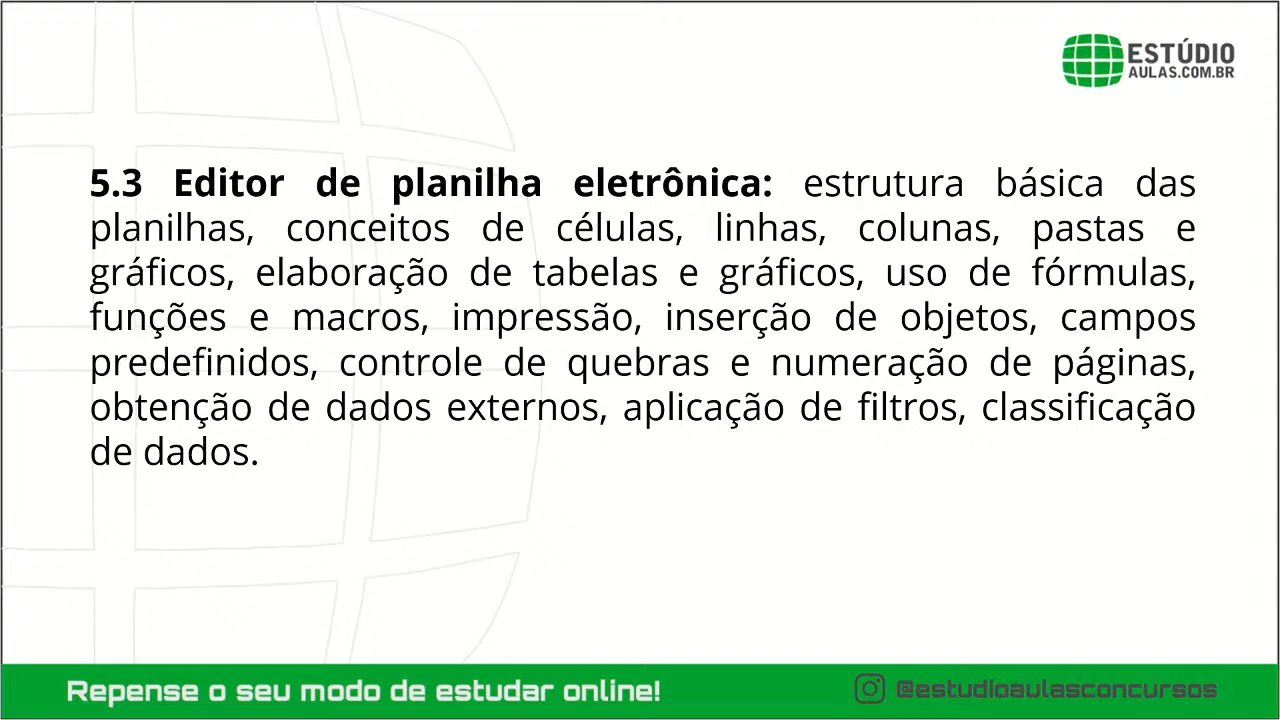 ESTÚDIO
AULAS.COM.BR
5.3 Editor de planilha eletrônica: estrutura básica das
planilhas, conceitos de células, linhas, colunas, pastas e
gráficos, elaboração de tabelas e gráficos, uso de fórmulas,
funções e macros, impressão, inserção de objetos, campos
predefinidos, controle de quebras e numeração de páginas,
obtenção de dados externos, aplicação de filtros, classificação
de dados.
Repense o seu modo de estudar online!
@estudioaulasconcursos